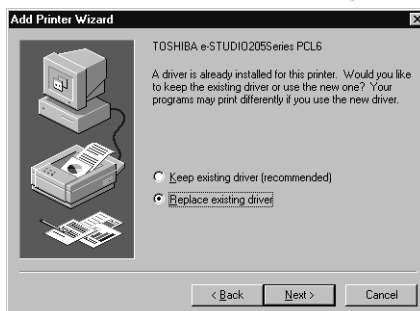 Add Printer Wizard
TOSHIBA e-STUDIO205Series PCL6
A driver is already installed for this printer. Would you like
to keep the existing driver or use the new one? Your
programs may print differently if you use the new driver.
Keep existing driver (recommended)
Replace existing driver
< Back Next > Cancel